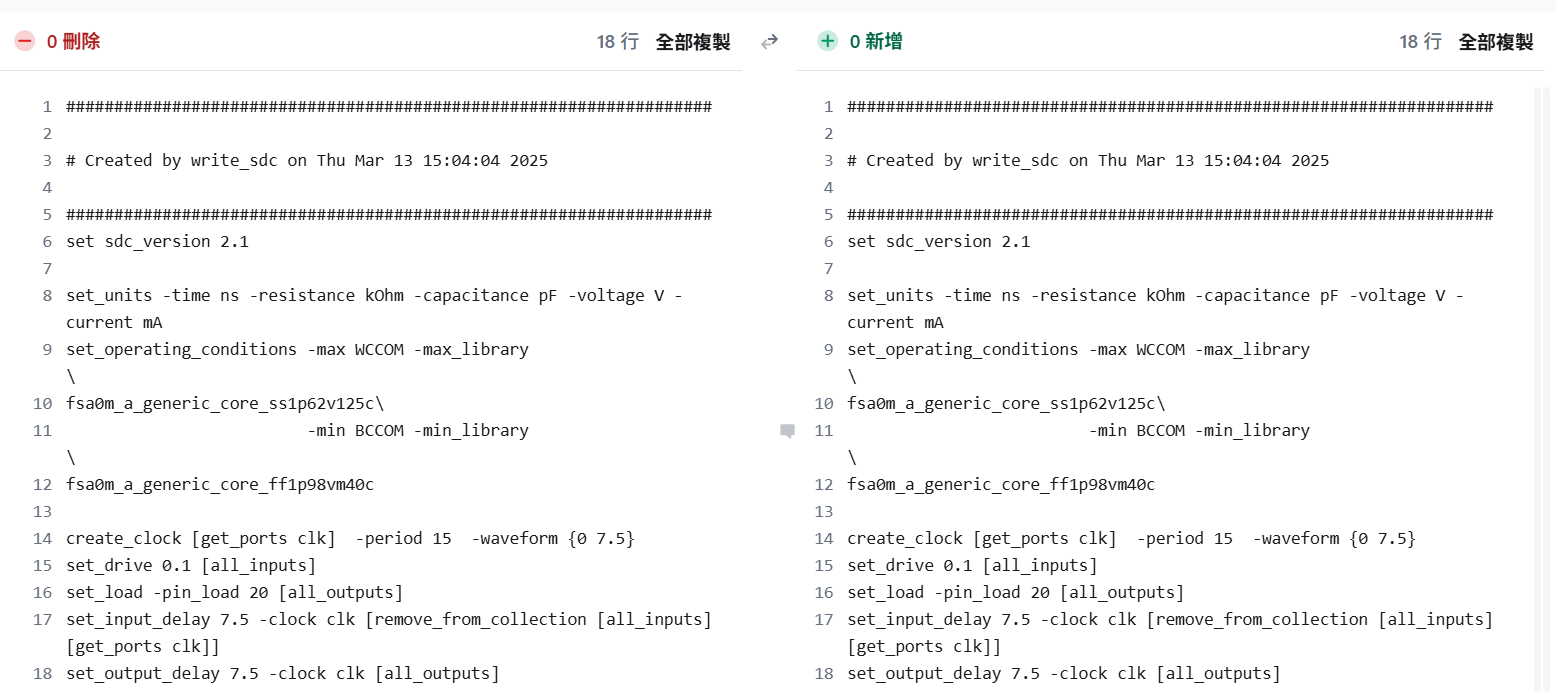 0 刪除
18 行 全部複製
1 ###################################################################
2
3 # Created by write_sdc on Thu Mar 13 15:04:04 2025
4
5 ###################################################################
6 set sdc_version 2.1
7
8 set_units -time ns -resistance kOhm -capacitance pF -voltage V -
current mA
9 set_operating_conditions -max WCCOM -max_library
\
10 fsa0m_a_generic_core_ss1p62v125c\
11                          -min BCCOM -min_library
\
12 fsa0m_a_generic_core_ff1p98vm40c
13
14 create_clock [get_ports clk]  -period 15  -waveform {0 7.5}
15 set_drive 0.1 [all_inputs]
16 set_load -pin_load 20 [all_outputs]
17 set_input_delay 7.5 -clock clk [remove_from_collection [all_inputs]
[get_ports clk]]
18 set_output_delay 7.5 -clock clk [all_outputs]
0 新增
18 行 全部複製
1 ###################################################################
2
3 # Created by write_sdc on Thu Mar 13 15:04:04 2025
4
5 ###################################################################
6 set sdc_version 2.1
7
8 set_units -time ns -resistance kOhm -capacitance pF -voltage V -
current mA
9 set_operating_conditions -max WCCOM -max_library
\
10 fsa0m_a_generic_core_ss1p62v125c\
11                          -min BCCOM -min_library
\
12 fsa0m_a_generic_core_ff1p98vm40c
13
14 create_clock [get_ports clk]  -period 15  -waveform {0 7.5}
15 set_drive 0.1 [all_inputs]
16 set_load -pin_load 20 [all_outputs]
17 set_input_delay 7.5 -clock clk [remove_from_collection [all_inputs]
[get_ports clk]]
18 set_output_delay 7.5 -clock clk [all_outputs]